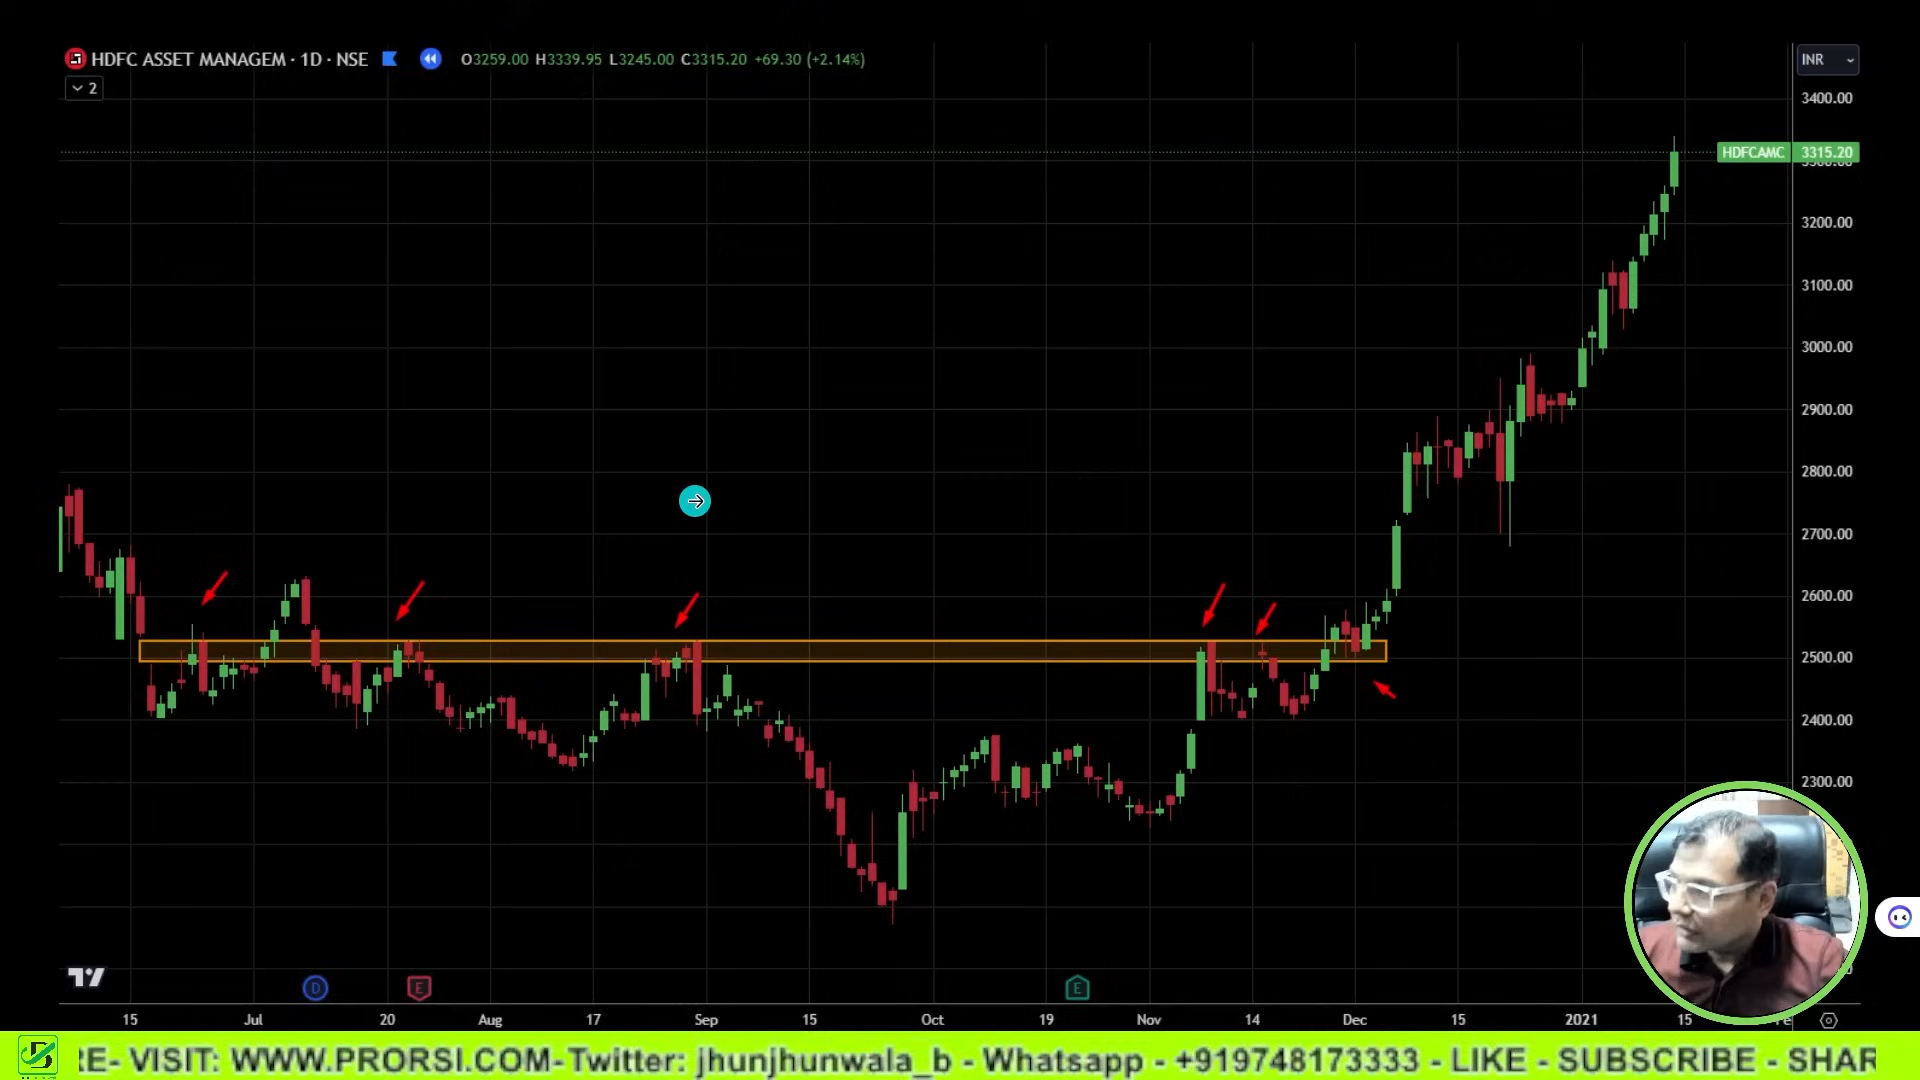 HDFC ASSET MANAGEM · 1D · NSE O3259.00 H3339.95 L3245.00 C3315.20 +69.30 (+2.14%)
INR
2
3400.00
HDFCAMC 3315.20
3200.00
3100.00
3000.00
2900.00
2800.00
2700.00
2600.00
2500.00
2400.00
2300.00
D E E
15 Jul 20 Aug 17 Sep 15 Oct 19 Nov 14 Dec 15 2021 15
RE- VISIT: WWW.PRORSI.COM-Twitter: jhunjhunwala_b - Whatsapp - +919748173333 - LIKE - SUBSCRIBE - SHAR